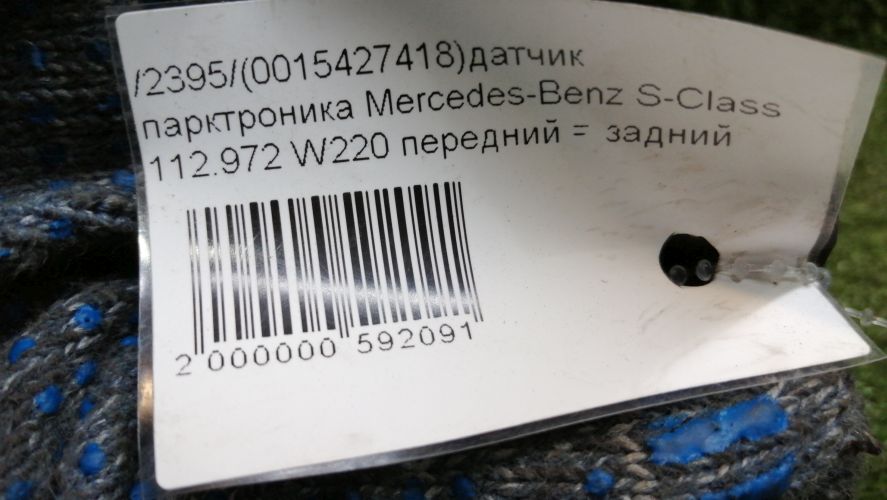 /2395/(0015427418)датчик
парктроника Mercedes-Benz S-Class
112.972 W220 передний = задний
2 000000 592091